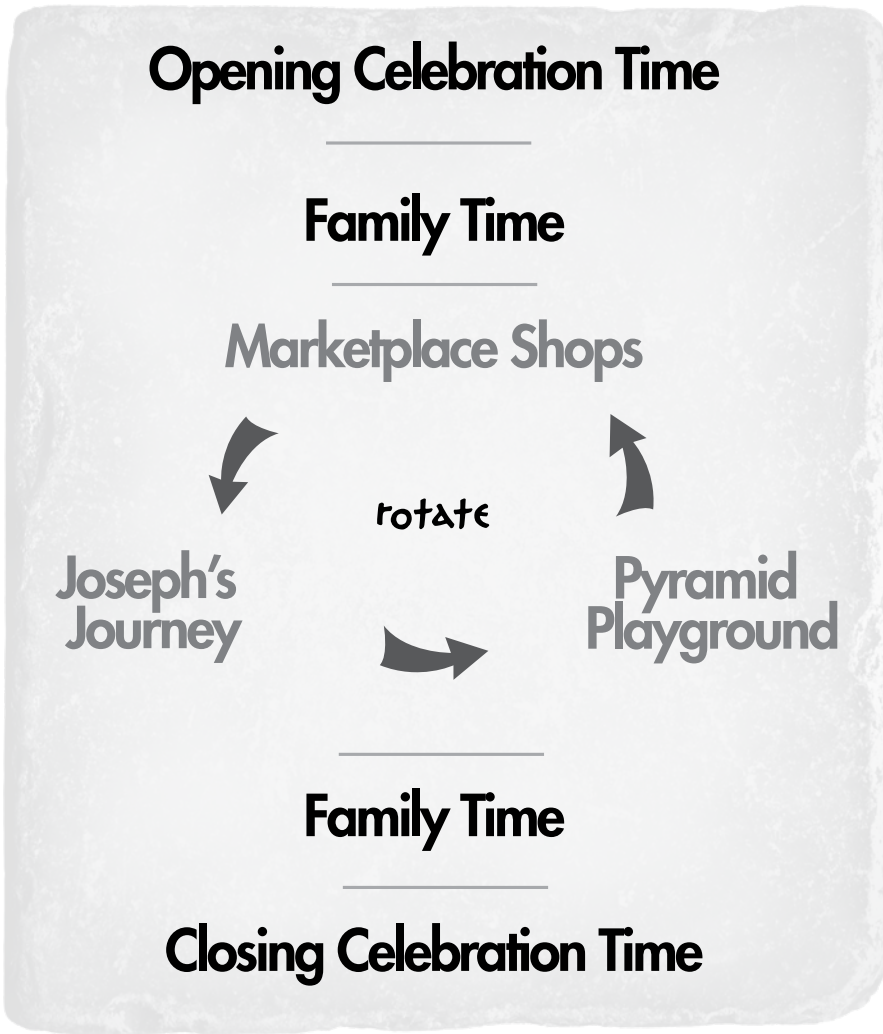 Opening Celebration Time
Family Time
Marketplace Shops
rotate
Joseph's
Journey
Pyramid
Playground
Family Time
Closing Celebration Time